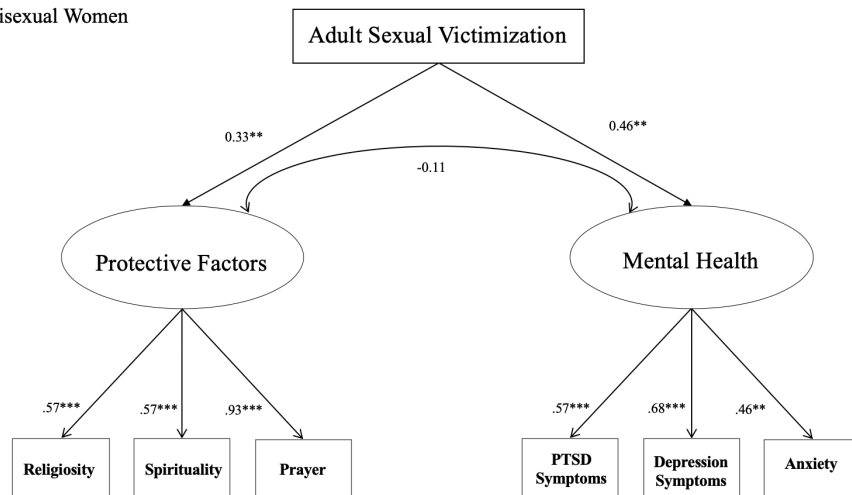 isexual Women
Adult Sexual Victimization
0.33**
0.46**
-0.11
Protective Factors
Mental Health
.57***
.57***
.93***
.57***
.68***
.46**
Religiosity
Spirituality
Prayer
PTSD
Symptoms
Depression
Symptoms
Anxiety